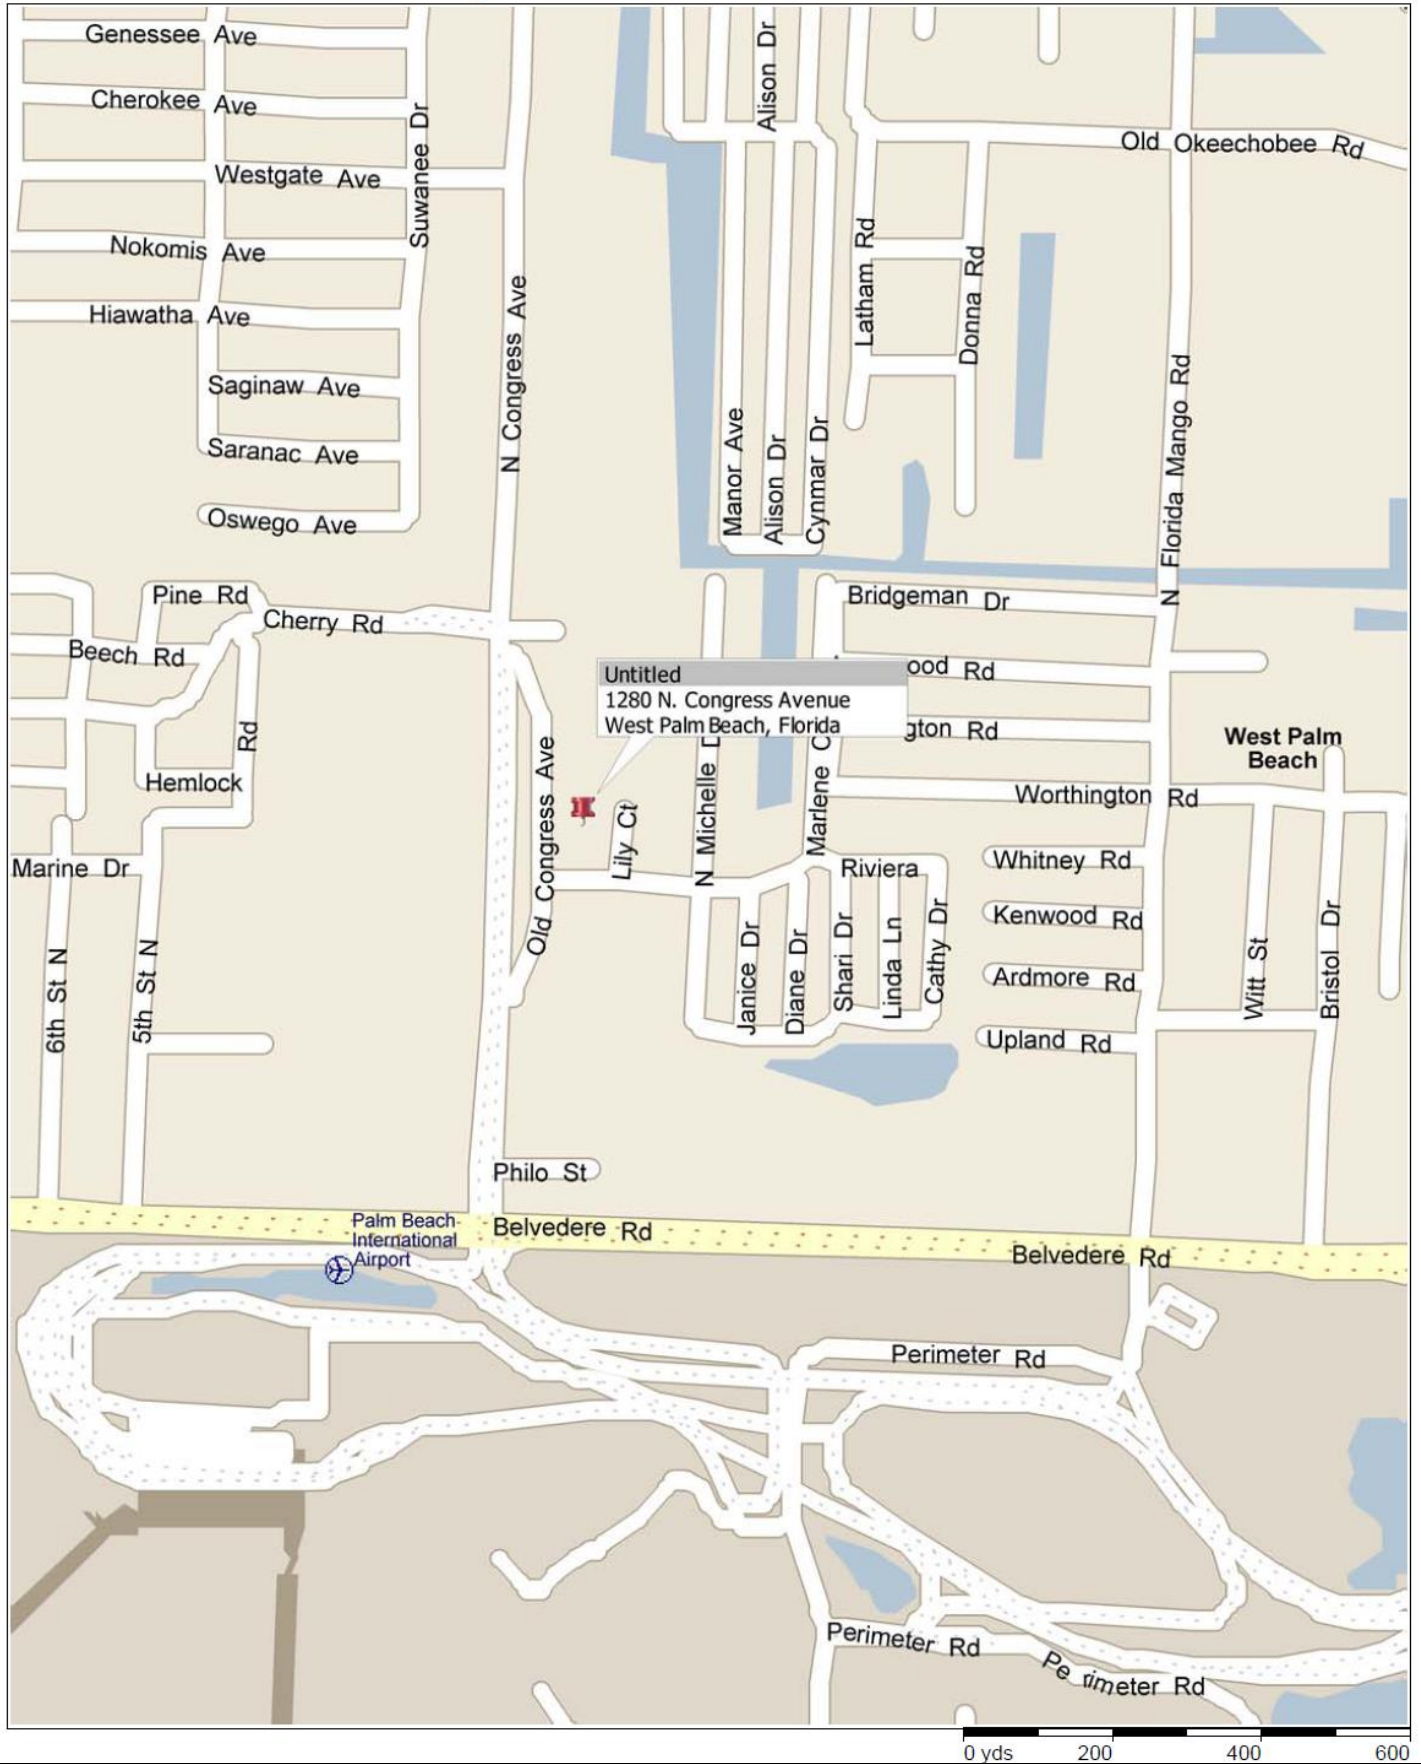 Genessee Ave
Cherokee Ave
Suwanee Dr
Alison Dr
Old Okeechobee Rd
Westgate Ave
Nokomis Ave
Latham Rd
Donna Rd
Hiawatha Ave
N Congress Ave
N Florida Mango Rd
Saginaw Ave
Manor Ave
Alison Dr
Cynmar Dr
Saranac Ave
Oswego Ave
Pine Rd
Cherry Rd
Bridgeman Dr
Beech Rd
Untitled
1280 N. Congress Avenue
West Palm Beach, Florida
ood Rd
gton Rd
Rd
West Palm
Beach
Hemlock
Old Congress Ave
Lily Ct
N Michelle D
Marlene C
Worthington Rd
Marine Dr
Riviera
Whitney Rd
Kenwood Rd
6th St N
5th St N
Janice Dr
Diane Dr
Shari Dr
Linda Ln
Cathy Dr
Ardmore Rd
Witt St
Bristol Dr
Upland Rd
Philo St
Palm Beach
International
Airport
Belvedere Rd
Belvedere Rd
Perimeter Rd
Perimeter Rd
Pe rimeter Rd
0 yds 200 400 600